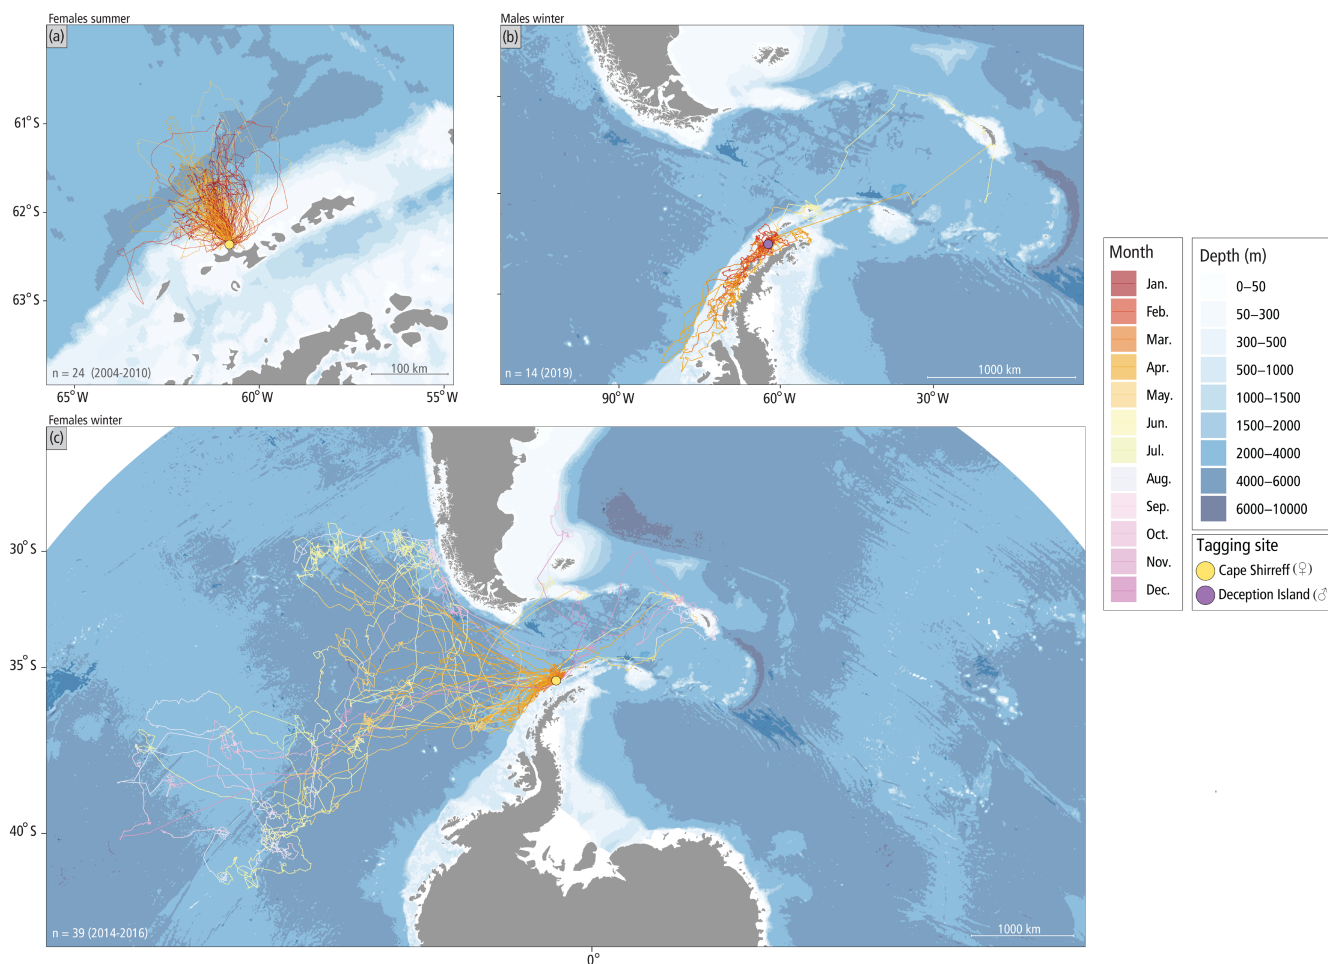 Females summer
(a)
61°S
62°S
63°S
n = 24 (2004-2010)
100 km
65°W
60°W
55°W
Males winter
(b)
n = 14 (2019)
1000 km
90°W
60°W
30°W
Females winter
(c)
30°S
35°S
40°S
n = 39 (2014-2016)
1000 km
0°
Month
Jan.
Feb.
Mar.
Apr.
May.
Jun.
Jul.
Aug.
Sep.
Oct.
Nov.
Dec.
Depth (m)
0–50
50–300
300–500
500–1000
1000–1500
1500–2000
2000–4000
4000–6000
6000–10000
Tagging site
Cape Shirreff (♀)
Deception Island (♂